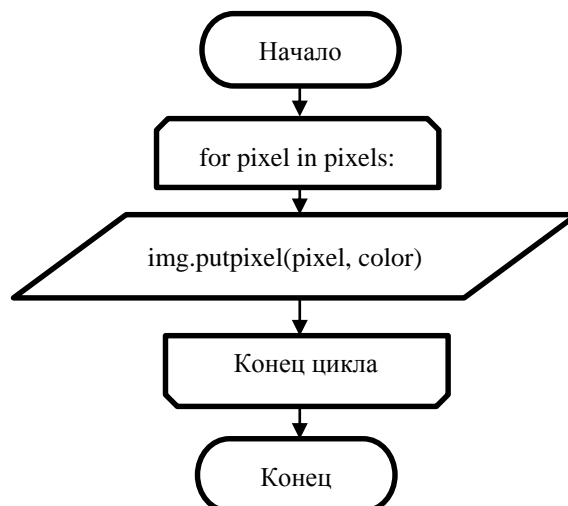 Начало
for pixel in pixels:
img.putpixel(pixel, color)
Конец цикла
Конец